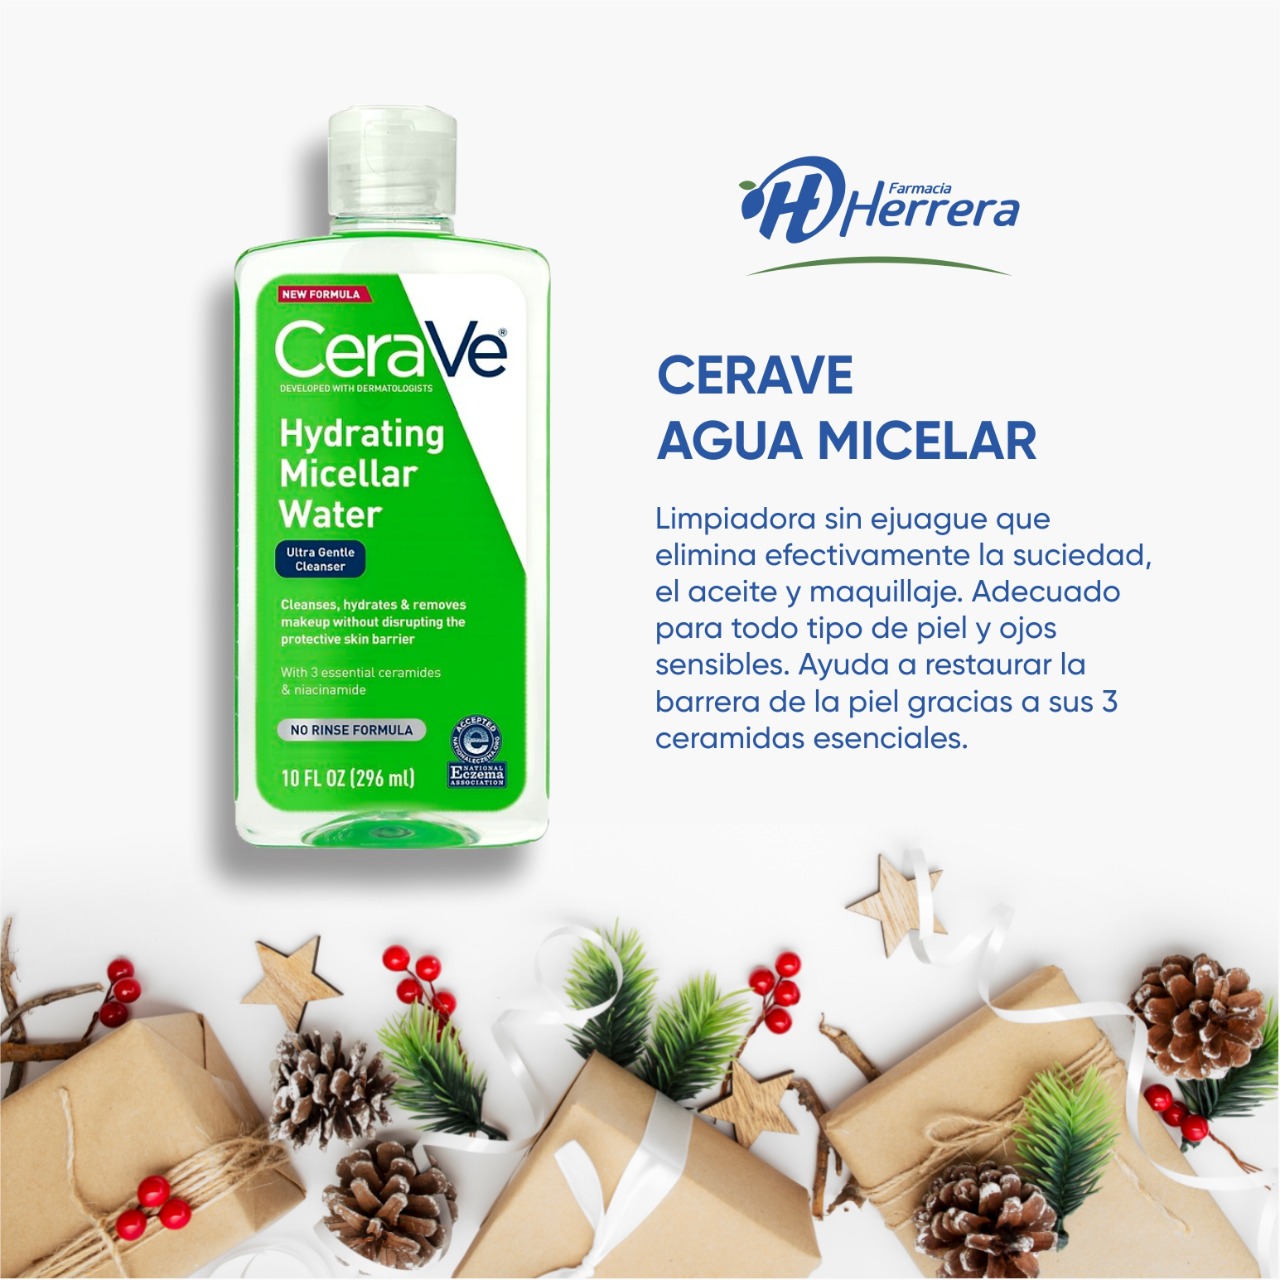 NEW FORMULA
CeraVe®
DEVELOPED WITH DERMATOLOGISTS
Hydrating
Micellar
Water
Ultra Gentle
Cleanser
Cleanses, hydrates & removes
makeup without disrupting the
protective skin barrier
With 3 essential ceramides
& niacinamide
NO RINSE FORMULA
10 FL OZ (296 ml)
ACCEPTED
NATIONALECZEMA.ORG
NATIONAL
Eczema
ASSOCIATION
H Farmacia
Herrera
CERAVE
AGUA MICELAR
Limpiadora sin ejuague que
elimina efectivamente la suciedad,
el aceite y maquillaje. Adecuado
para todo tipo de piel y ojos
sensibles. Ayuda a restaurar la
barrera de la piel gracias a sus 3
ceramidas esenciales.